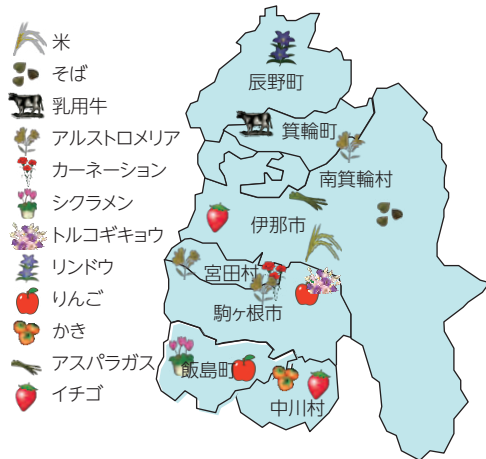 米
そば
乳用牛
アルストロメリア
カーネーション
シクラメン
トルコギキョウ
リンドウ
りんご
かき
アスパラガス
イチゴ
辰野町
箕輪町
南箕輪村
伊那市
宮田村
駒ヶ根市
飯島町
中川村